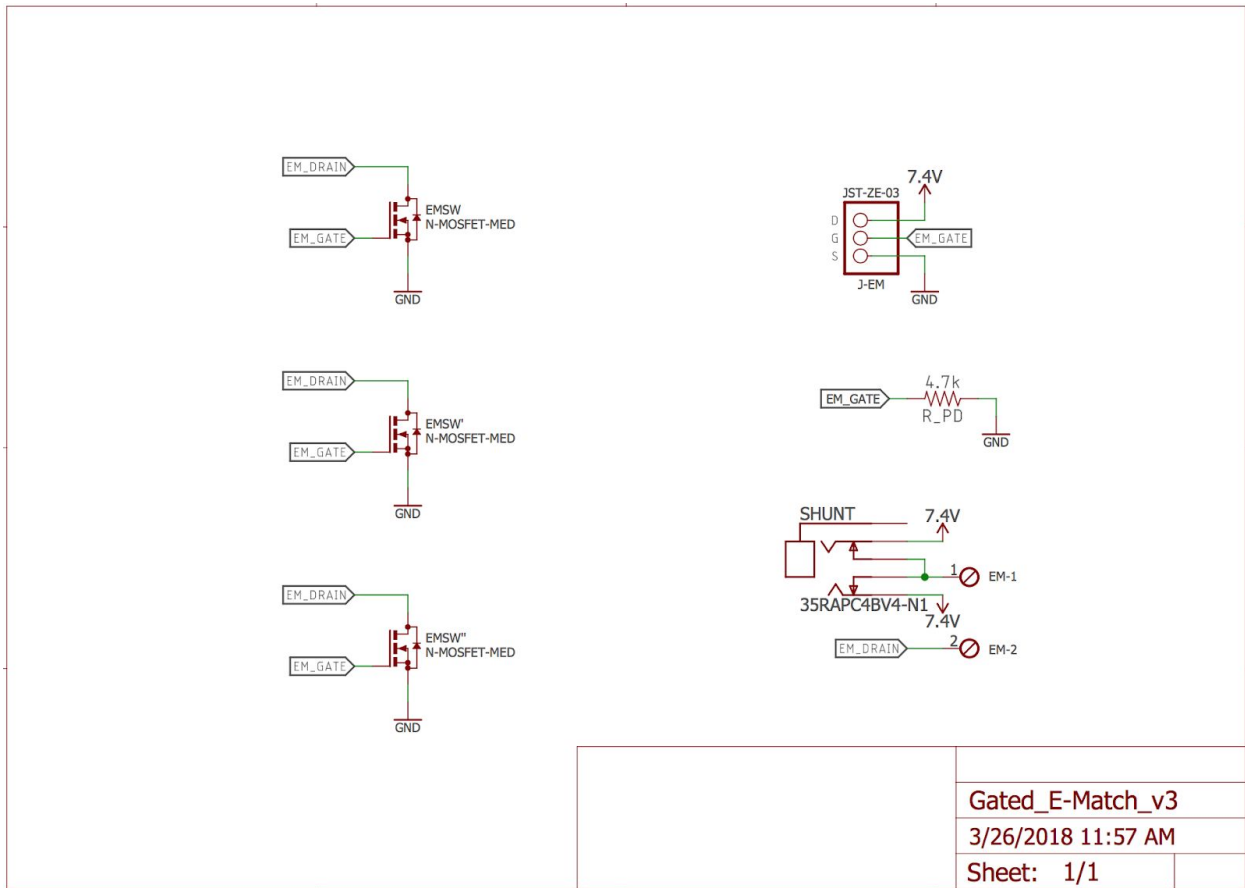 EM_DRAIN
EMSW
N-MOSFET-MED
EM_GATE
GND
EM_DRAIN
EMSW'
N-MOSFET-MED
EM_GATE
GND
EM_DRAIN
EMSW"
N-MOSFET-MED
EM_GATE
GND
7.4V
JST-ZE-03
D
G
EM_GATE
S
J-EM
GND
4.7k
EM_GATE
R_PD
GND
SHUNT
7.4V
1
EM-1
35RAPC4BV4-N1
7.4V
EM_DRAIN
2
EM-2
Gated_E-Match_v3
3/26/2018 11:57 AM
Sheet: 1/1